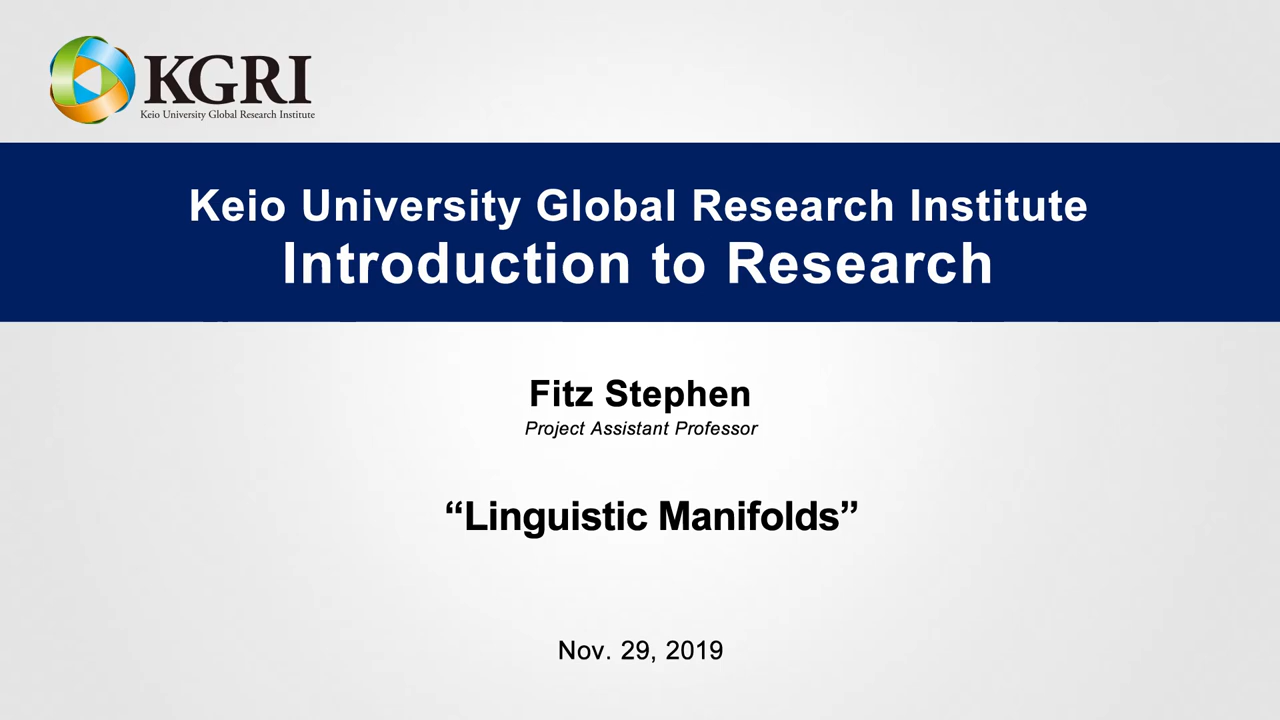 KGRI
Keio University Global Research Institute
Keio University Global Research Institute
Introduction to Research
Fitz Stephen
Project Assistant Professor
“Linguistic Manifolds”
Nov. 29, 2019